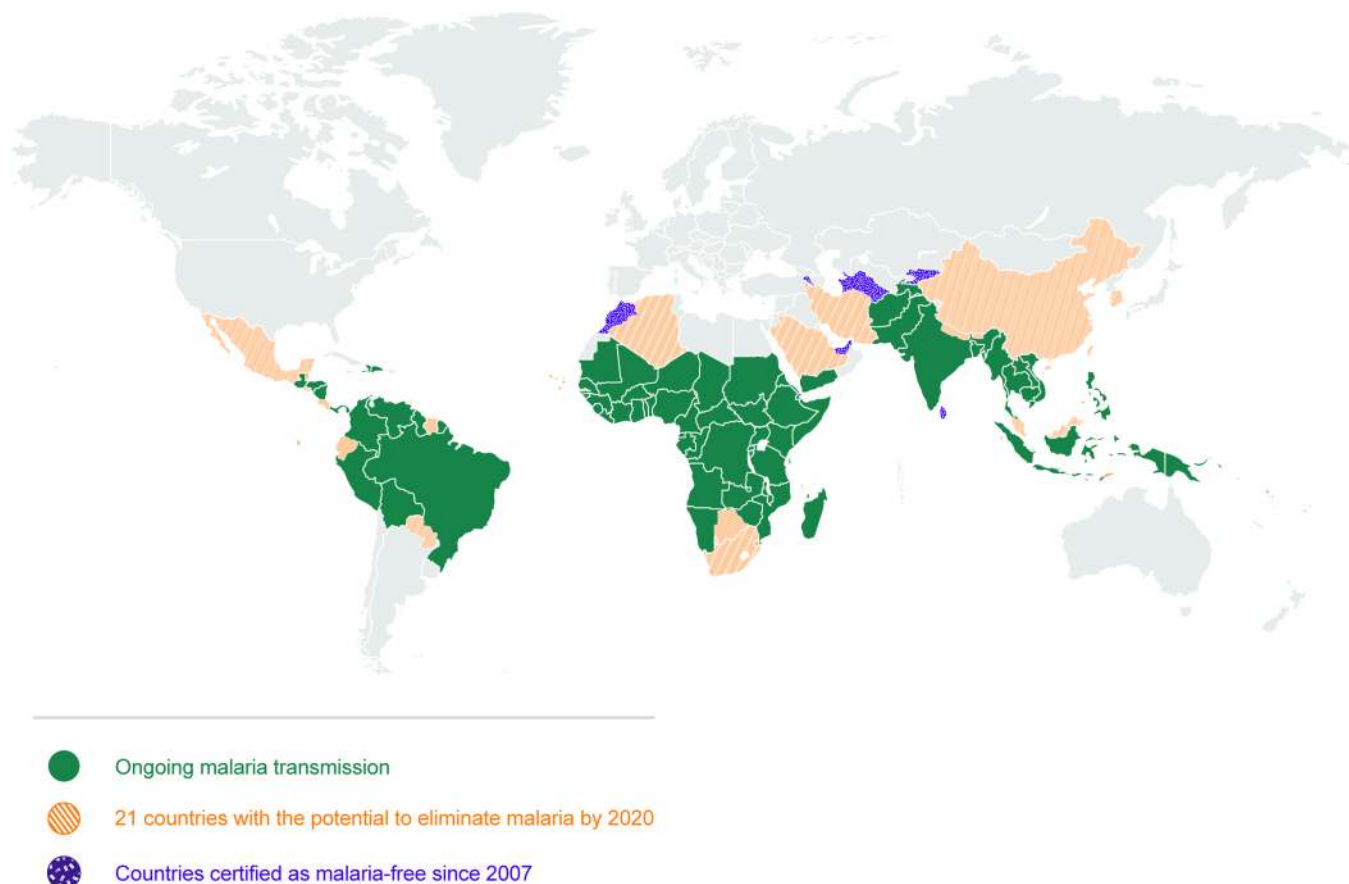 Ongoing malaria transmission
21 countries with the potential to eliminate malaria by 2020
Countries certified as malaria-free since 2007